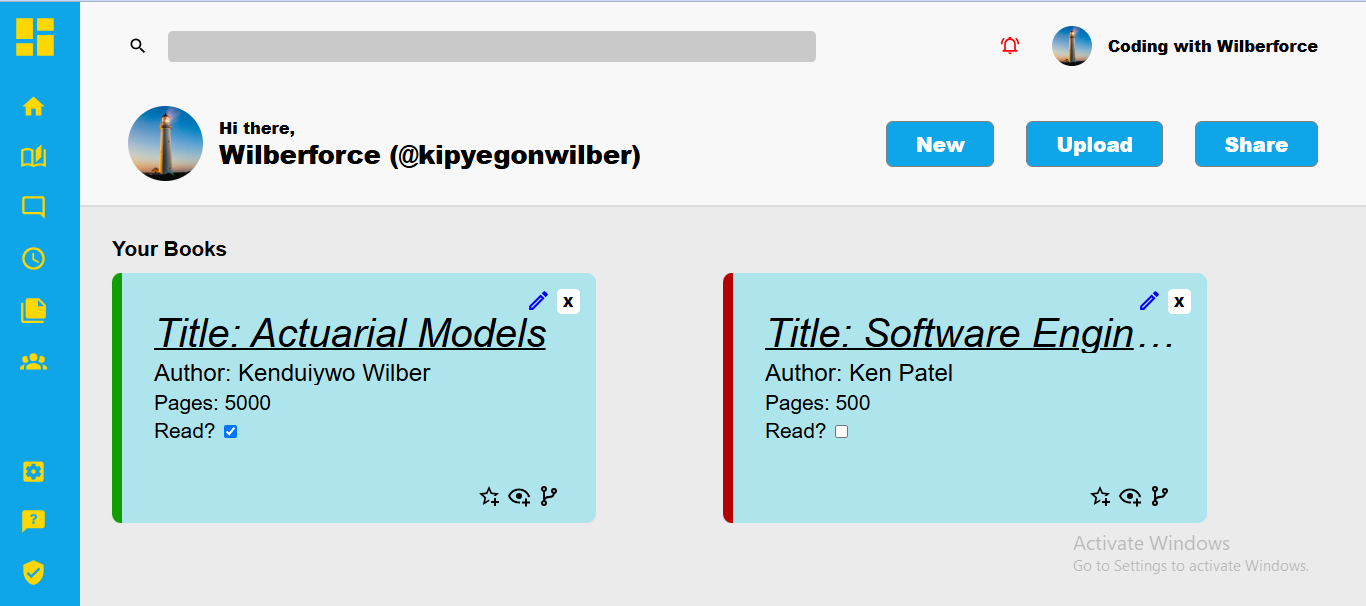 Coding with Wilberforce
Hi there,
Wilberforce (@kipyegonwilber)
New
Upload
Share
Your Books
X
Title: Actuarial Models
Author: Kenduiywo Wilber
Pages: 5000
Read?
X
Title: Software Engin...
Author: Ken Patel
Pages: 500
Read?
Activate Windows
Go to Settings to activate Windows.